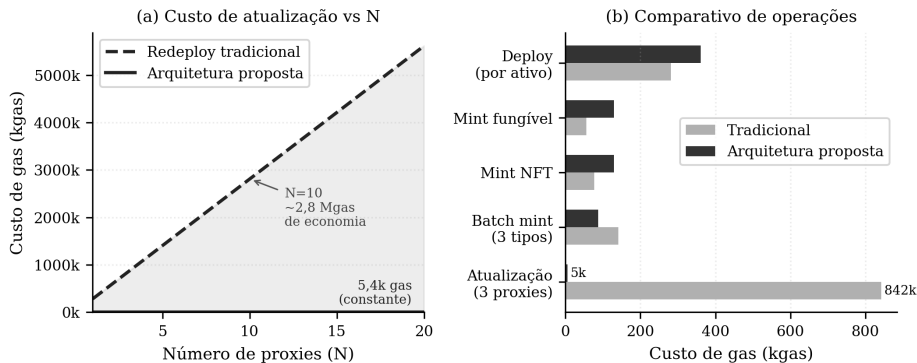 (a) Custo de atualização vs N
Custo de gas (kgas)
5000k
4000k
3000k
2000k
1000k
0k
Redeploy tradicional
Arquitetura proposta
N=10
~2,8 Mgas
de economia
5,4k gas
(constante)
5
10
15
20
Número de proxies (N)
(b) Comparativo de operações
Deploy
(por ativo)
Mint fungível
Mint NFT
Batch mint
(3 tipos)
Atualização
(3 proxies)
Tradicional
Arquitetura proposta
5k
842k
0
200
400
600
800
Custo de gas (kgas)